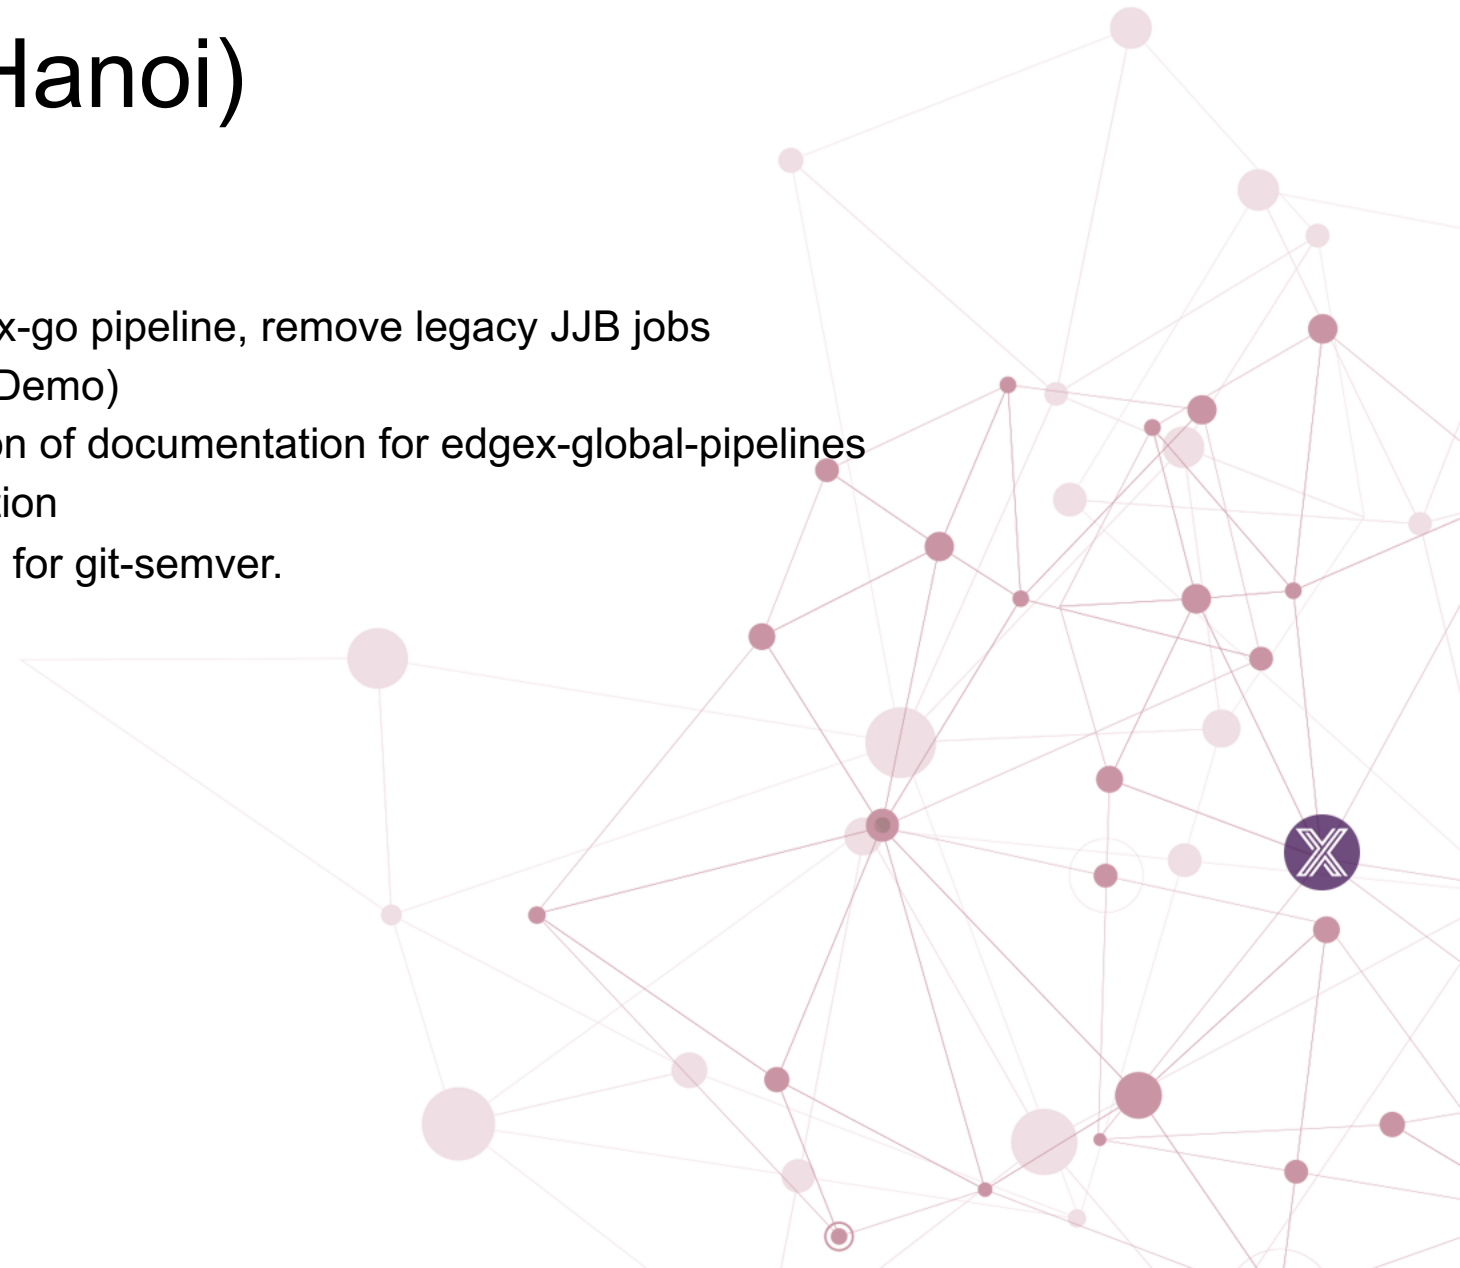 Hanoi)
x-go pipeline, remove legacy JJB jobs
Demo)
on of documentation for edgex-global-pipelines
tion
for git-semver.